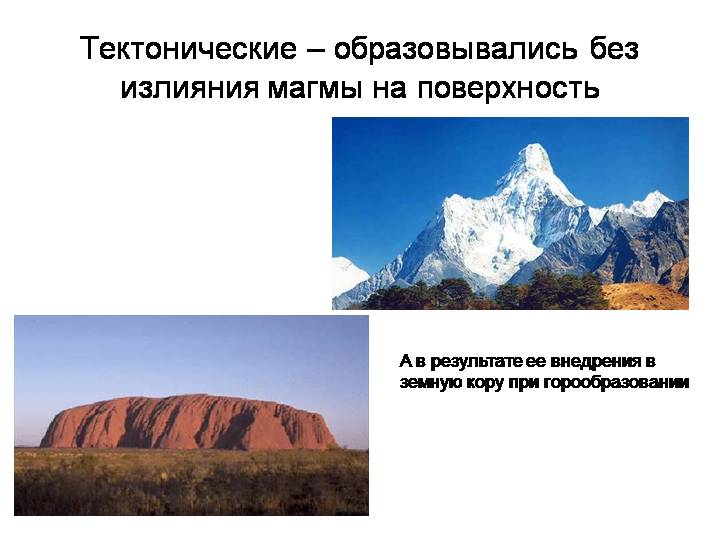 Тектонические – образовывались без
излияния магмы на поверхность
А в результате ее внедрения в
земную кору при горообразовании